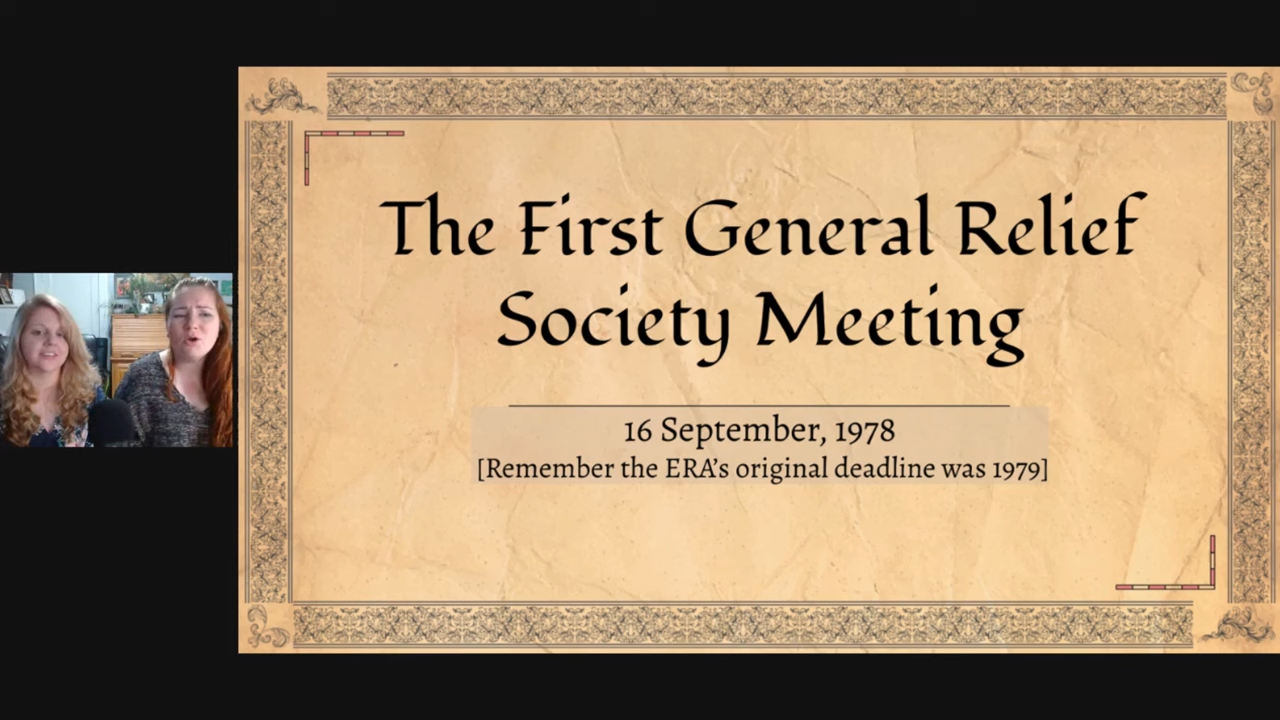 The First General Relief
Society Meeting
16 September, 1978
[Remember the ERA's original deadline was 1979]